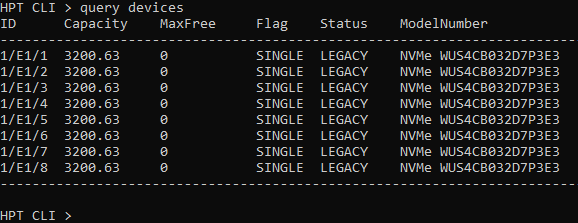 HPT CLI > query devices
ID       Capacity     MaxFree     Flag    Status    ModelNumber
-------------------------------------------------------------------------
1/E1/1  3200.63     0           SINGLE  LEGACY    NVMe WUS4CB032D7P3E3
1/E1/2  3200.63     0           SINGLE  LEGACY    NVMe WUS4CB032D7P3E3
1/E1/3  3200.63     0           SINGLE  LEGACY    NVMe WUS4CB032D7P3E3
1/E1/4  3200.63     0           SINGLE  LEGACY    NVMe WUS4CB032D7P3E3
1/E1/5  3200.63     0           SINGLE  LEGACY    NVMe WUS4CB032D7P3E3
1/E1/6  3200.63     0           SINGLE  LEGACY    NVMe WUS4CB032D7P3E3
1/E1/7  3200.63     0           SINGLE  LEGACY    NVMe WUS4CB032D7P3E3
1/E1/8  3200.63     0           SINGLE  LEGACY    NVMe WUS4CB032D7P3E3
-------------------------------------------------------------------------
HPT CLI >